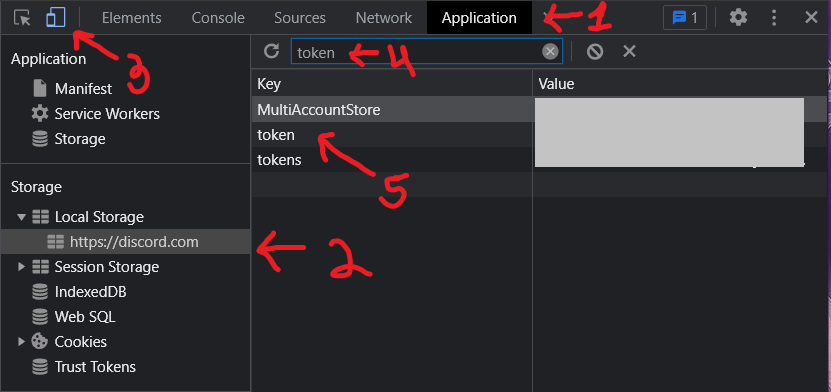 Elements Console Sources Network Application 1 1
3
Application
Manifest
Service Workers
Storage
Storage
Local Storage
https://discord.com
Session Storage
IndexedDB
Web SQL
Cookies
Trust Tokens
token 4
Key Value
MultiAccountStore
token
tokens
5
2